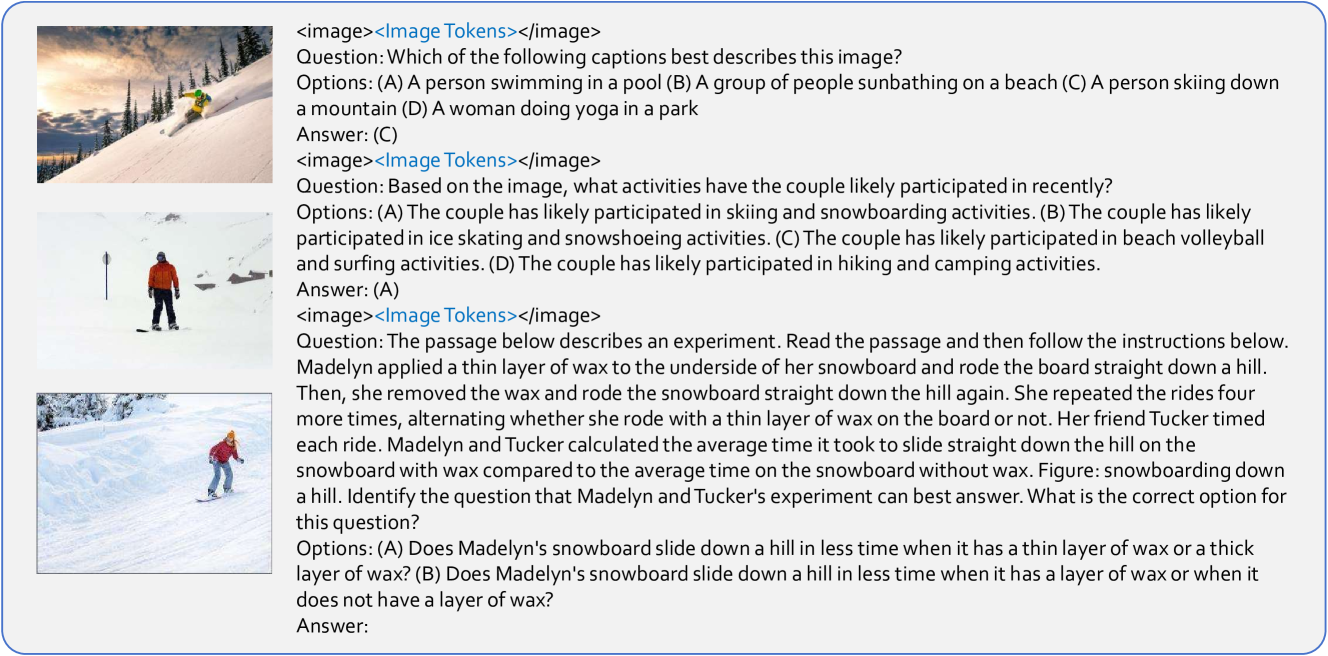 <image><Image Tokens></image>
Question: Which of the following captions best describes this image?
Options: (A) A person swimming in a pool (B) A group of people sunbathing on a beach (C) A person skiing down
a mountain (D) A woman doing yoga in a park
Answer: (C)
<image><Image Tokens></image>
Question: Based on the image, what activities have the couple likely participated in recently?
Options: (A) The couple has likely participated in skiing and snowboarding activities. (B) The couple has likely
participated in ice skating and snowshoeing activities. (C) The couple has likely participated in beach volleyball
and surfing activities. (D) The couple has likely participated in hiking and camping activities.
Answer: (A)
<image><Image Tokens></image>
Question: The passage below describes an experiment. Read the passage and then follow the instructions below.
Madelyn applied a thin layer of wax to the underside of her snowboard and rode the board straight down a hill.
Then, she removed the wax and rode the snowboard straight down the hill again. She repeated the rides four
more times, alternating whether she rode with a thin layer of wax on the board or not. Her friend Tucker timed
each ride. Madelyn and Tucker calculated the average time it took to slide straight down the hill on the
snowboard with wax compared to the average time on the snowboard without wax. Figure: snowboarding down
a hill. Identify the question that Madelyn and Tucker's experiment can best answer. What is the correct option for
this question?
Options: (A) Does Madelyn's snowboard slide down a hill in less time when it has a thin layer of wax or a thick
layer of wax? (B) Does Madelyn's snowboard slide down a hill in less time when it has a layer of wax or when it
does not have a layer of wax?
Answer: